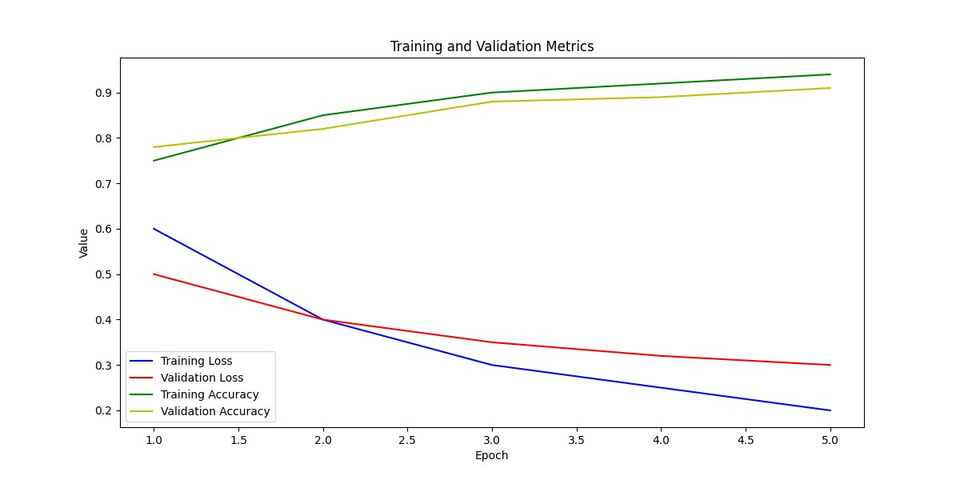 Training and Validation Metrics
Value
0.9
0.8
0.7
0.6
0.5
0.4
0.3
0.2
Training Loss
Validation Loss
Training Accuracy
Validation Accuracy
1.0 1.5 2.0 2.5 3.0 3.5 4.0 4.5 5.0
Epoch